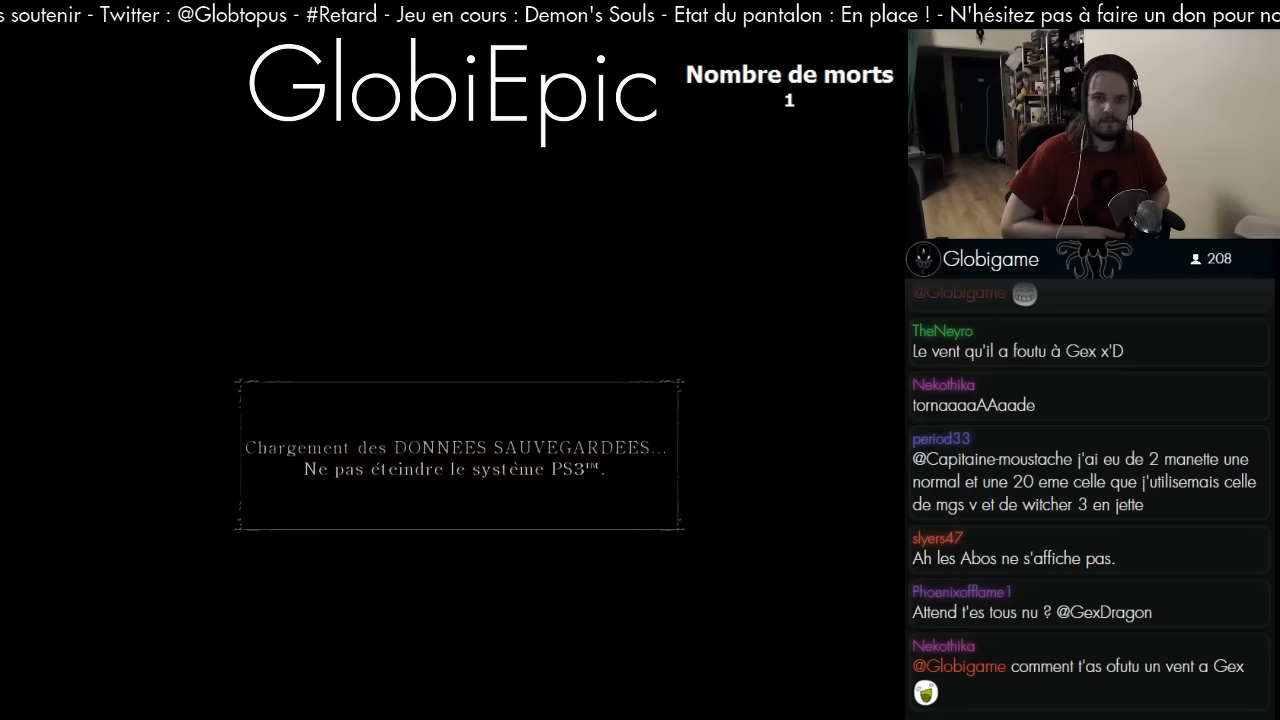 s soutenir - Twitter : @Globtopus - #Retard - Jeu en cours : Demon's Souls - Etat du pantalon : En place ! - N'hésitez pas à faire un don pour no
GlobiEpic
Nombre de morts
1
Globigame
208
@Globigame
TheNeyro
Le vent qu'il a foutu à Gex x'D
Nekothika
tornaaaaAAaade
period33
@Capitaine-moustache j'ai eu de 2 manette une
normal et une 20 eme celle que j'utilisemais celle
de mgs v et de witcher 3 en jette
slyers47
Ah les Abos ne s'affiche pas.
Phoenixofflame1
Attend t'es tous nu ? @GexDragon
Nekothika
@Globigame comment t'as ofutu un vent a Gex
Chargement des DONNEES SAUVEGARDEES...
Ne pas éteindre le système PS3™.